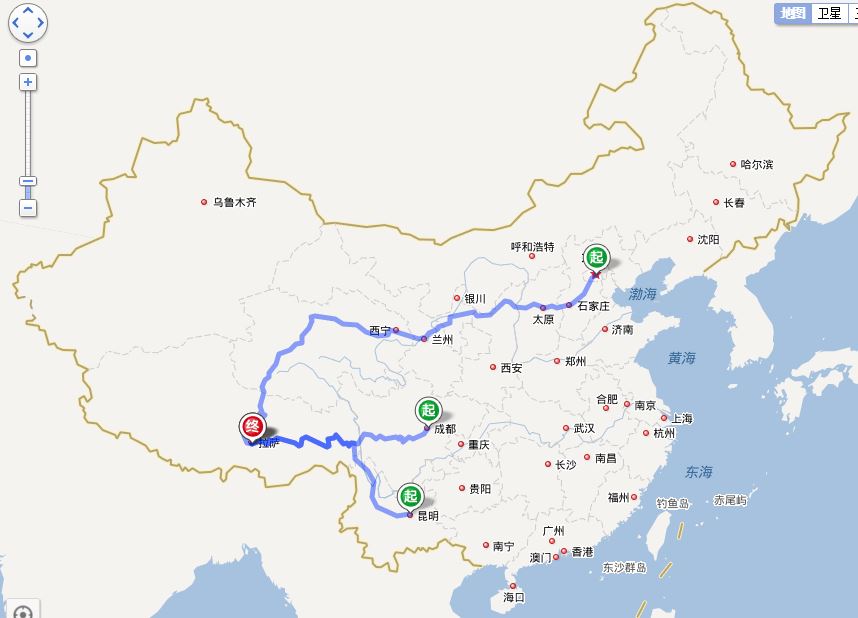 地图
卫星
哈尔滨
长春
乌鲁木齐
沈阳
呼和浩特
起
渤海
银川
石家庄
太原
西宁
兰州
济南
黄海
郑州
西安
合肥
南京
起
终
上海
成都
武汉
杭州
拉萨
重庆
南昌
长沙
东海
贵阳
起
福州
钓鱼岛
赤尾屿
昆明
广州
南宁
香港
澳门
东沙群岛
海口